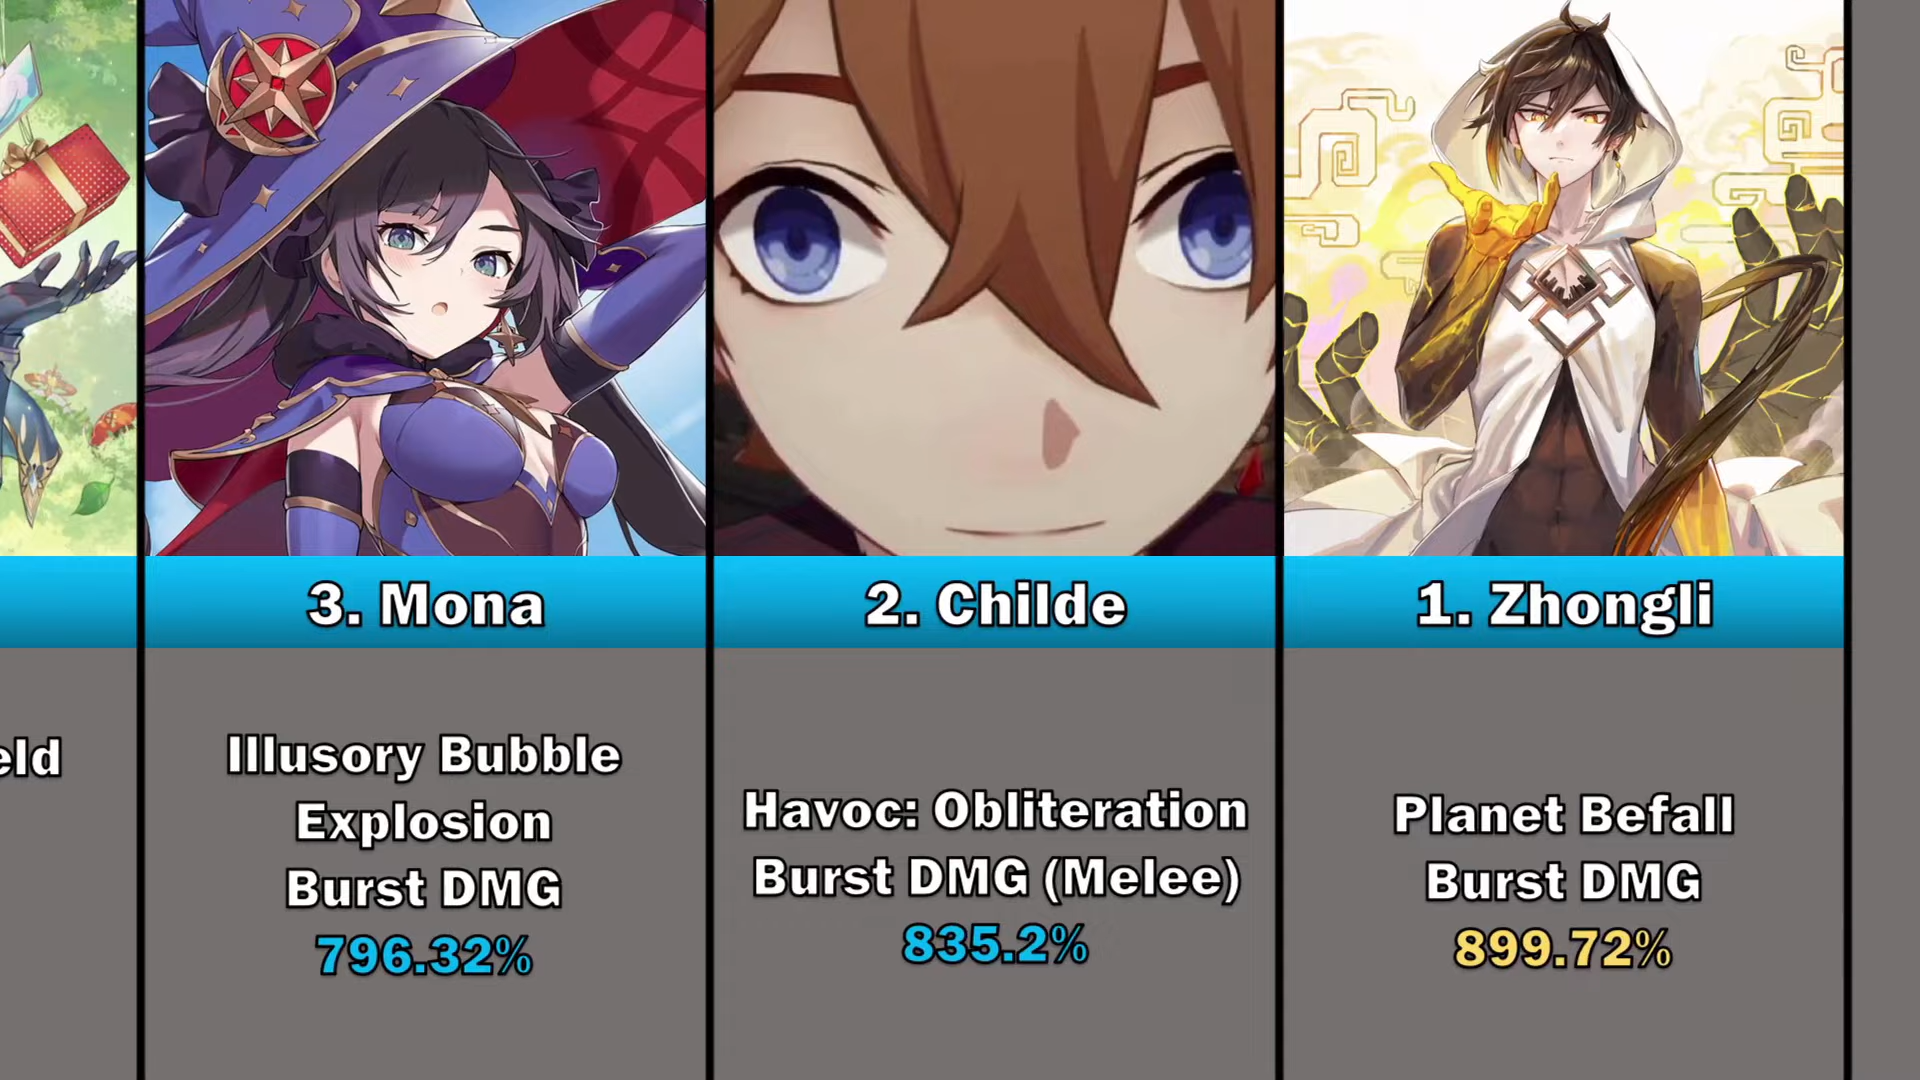 3. Mona
2. Childe
1. Zhongli
eld
Illusory Bubble
Explosion
Burst DMG
796.32%
Havoc: Obliteration
Burst DMG (Melee)
835.2%
Planet Befall
Burst DMG
899.72%